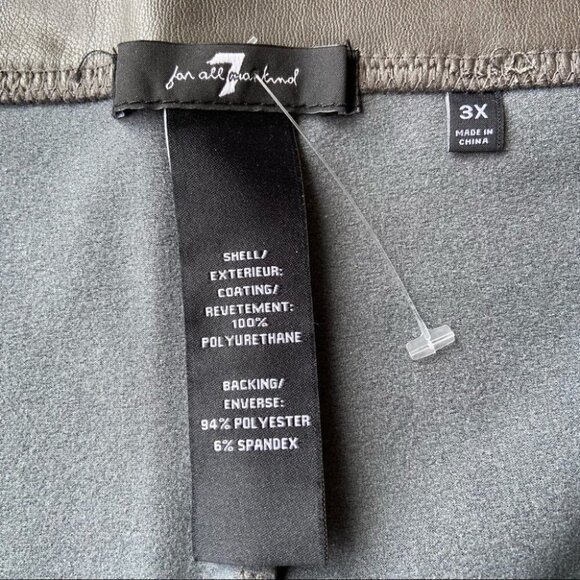 7
for all mankind
3X
MADE IN
CHINA
SHELL/
EXTERIEUR:
COATING/
REVETEMENT:
100%
POLYURETHANE
BACKING/
ENVERSE:
94% POLYESTER
6% SPANDEX